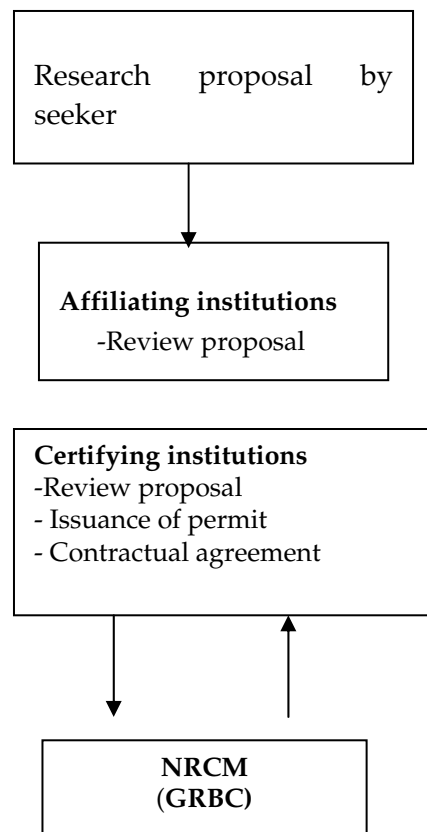 Research proposal by
seeker
Affiliating institutions
-Review proposal
Certifying institutions
-Review proposal
- Issuance of permit
- Contractual agreement
NRCM
(GRBC)